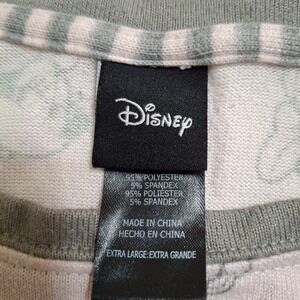 Disney
95% POLYESTER
5% SPANDEX
95% POLIESTER
5% SPANDEX
MADE IN CHINA
HECHO EN CHINA
EXTRA LARGE:EXTRA GRANDE